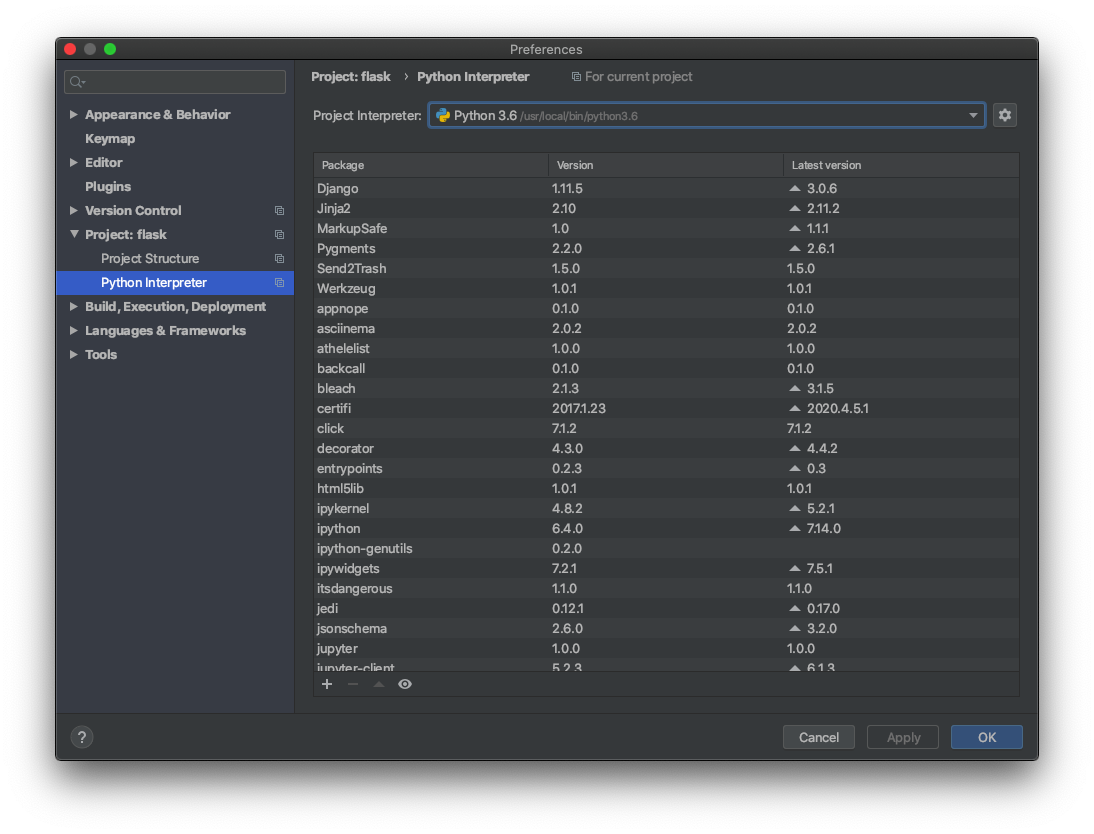 Preferences
Project: flask › Python Interpreter For current project
Appearance & Behavior
Keymap
Editor
Plugins
Version Control
Project: flask
Project Structure
Python Interpreter
Build, Execution, Deployment
Languages & Frameworks
Tools
Project Interpreter: Python 3.6 /usr/local/bin/python3.6
Package Version Latest version
Django 1.11.5 3.0.6
Jinja2 2.10 2.11.2
MarkupSafe 1.0 1.1.1
Pygments 2.2.0 2.6.1
Send2Trash 1.5.0 1.5.0
Werkzeug 1.0.1 1.0.1
appnope 0.1.0 0.1.0
asciinema 2.0.2 2.0.2
athelelist 1.0.0 1.0.0
backcall 0.1.0 0.1.0
bleach 2.1.3 3.1.5
certifi 2017.1.23 2020.4.5.1
click 7.1.2 7.1.2
decorator 4.3.0 4.4.2
entrypoints 0.2.3 0.3
html5lib 1.0.1 1.0.1
ipykernel 4.8.2 5.2.1
ipython 6.4.0 7.14.0
ipython-genutils 0.2.0
ipywidgets 7.2.1 7.5.1
itsdangerous 1.1.0 1.1.0
jedi 0.12.1 0.17.0
jsonschema 2.6.0 3.2.0
jupyter 1.0.0 1.0.0
jupyter-client 5.2.3 6.1.3
? Cancel Apply OK